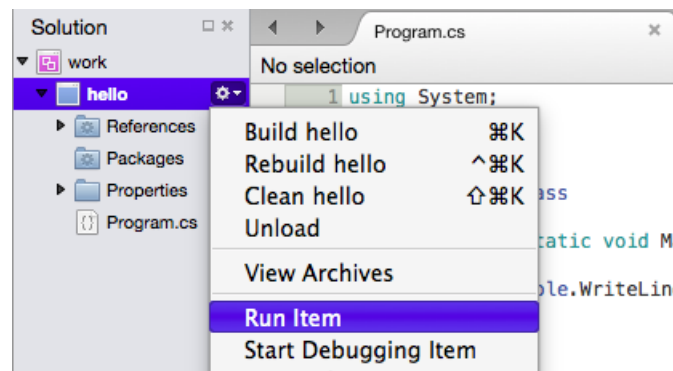 Solution
work
hello
References
Packages
Properties
Program.cs
Program.cs
No selection
1 using System;
ass
tatic void M
ole.WriteLin
Build hello ⌘K
Rebuild hello ^⌘K
Clean hello ⇧⌘K
Unload
View Archives
Run Item
Start Debugging Item